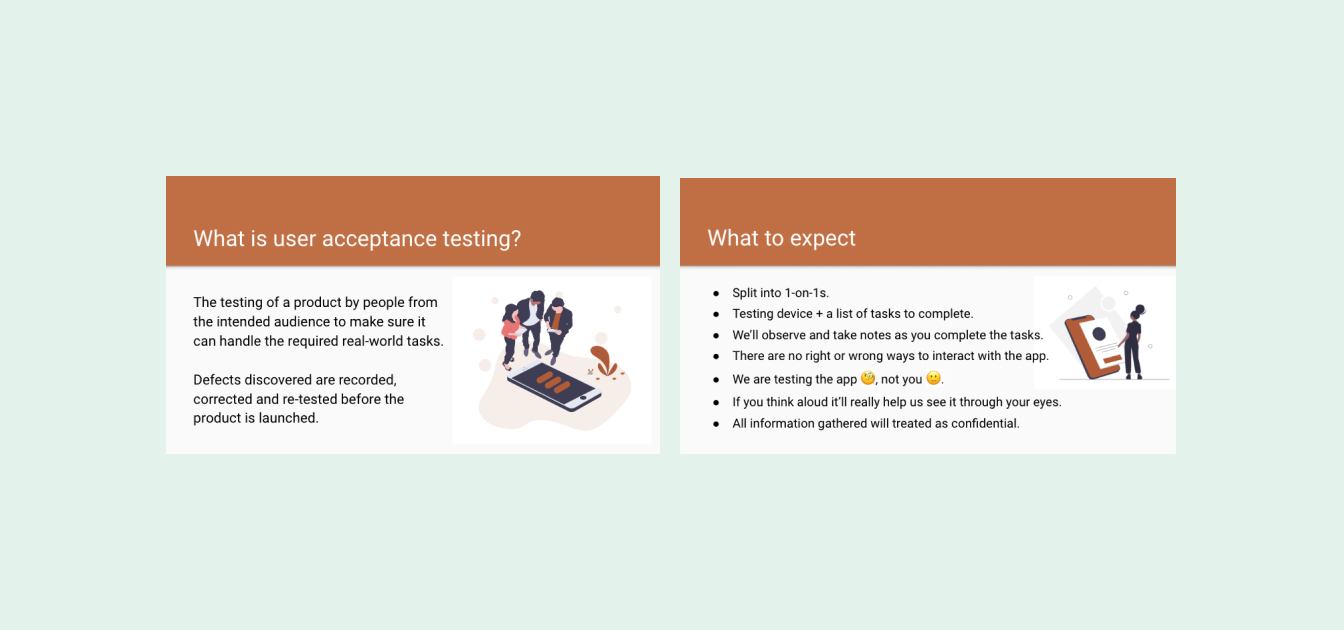 What is user acceptance testing?
The testing of a product by people from
the intended audience to make sure it
can handle the required real-world tasks.
Defects discovered are recorded,
corrected and re-tested before the
product is launched.
What to expect
● Split into 1-on-1s.
● Testing device + a list of tasks to complete.
● We'll observe and take notes as you complete the tasks.
● There are no right or wrong ways to interact with the app.
● We are testing the app 🧐, not you 🙂.
● If you think aloud it'll really help us see it through your eyes.
● All information gathered will treated as confidential.